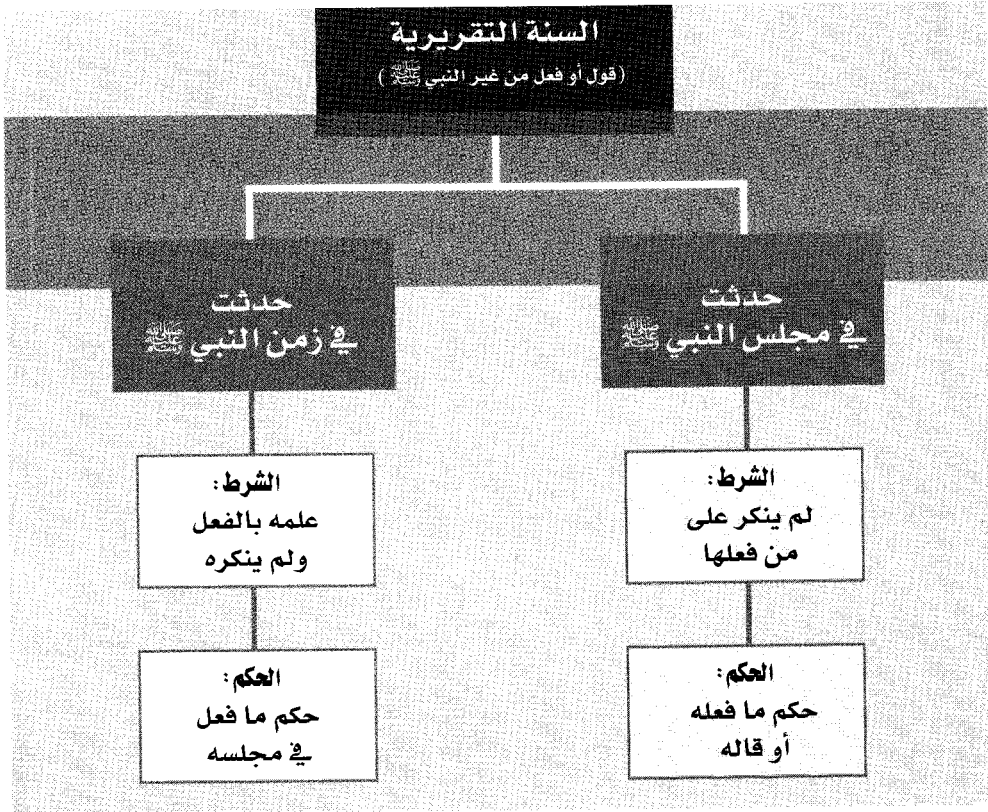 السنة التقريرية
(قول أو فعل من غير النبي ﷺ)
حدثت
في مجلس النبي ﷺ
الشرط:
لم ينكر على
من فعلها
الحكم:
حكم ما فعله
أو قاله
حدثت
في زمن النبي ﷺ
الشرط:
علمه بالفعل
ولم ينكره
الحكم:
حكم ما فعل
في مجلسه